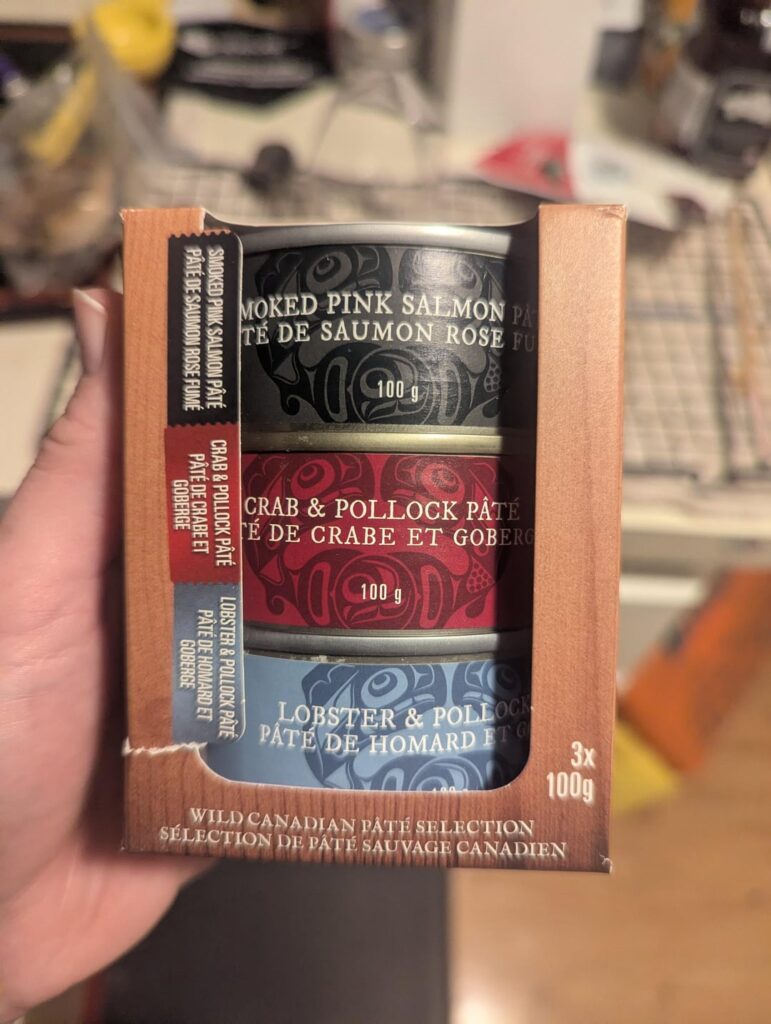 SMOKED PINK SALMON PÂTÉ
PÂTÉ DE SAUMON ROSE FUMÉ
CRAB & POLLOCK PÂTÉ
PÂTÉ DE CRABE ET
GOBERGE
LOBSTER & POLLOCK PÂTÉ
PÂTÉ DE HOMARD ET
GOBERGE
MOKED PINK SALMON PÂ
TÉ DE SAUMON ROSE FU
100 g
CRAB & POLLOCK PÂTÉ
TÉ DE CRABE ET GOBERG
100 g
LOBSTER & POLLOCK
PÂTÉ DE HOMARD ET G
100 g
3x
100g
WILD CANADIAN PÂTÉ SELECTION
SÉLECTION DE PÂTÉ SAUVAGE CANADIEN